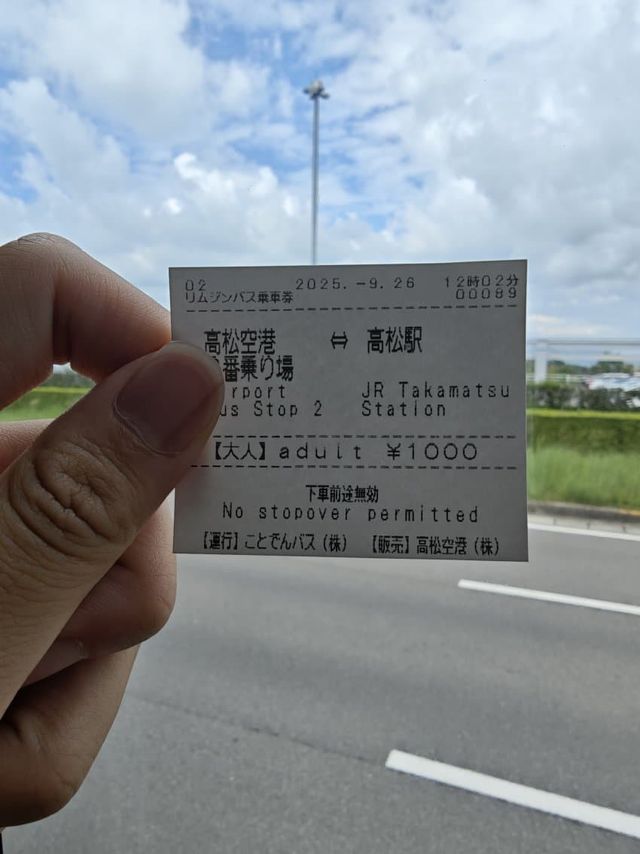 02 2025.-9.26 12時02分
リムジンバス乗車券 00089
高松空港 ⇔ 高松駅
番乗り場
JR Takamatsu
Stop 2 Station
【大人】adult ¥1000
下車前途無効
No stopover permitted
【運行】ことでんバス(株) 【販売】高松空港(株)